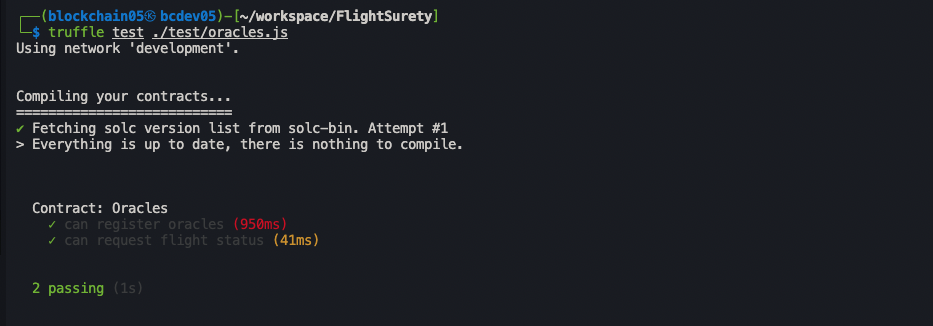 ┌──(blockchain05㉿ bcdev05)-[~/workspace/FlightSurety]
└─$ truffle test ./test/oracles.js
Using network 'development'.
Compiling your contracts...
===========================
✔ Fetching solc version list from solc-bin. Attempt #1
> Everything is up to date, there is nothing to compile.
Contract: Oracles
✓ can register oracles (950ms)
✓ can request flight status (41ms)
2 passing (1s)